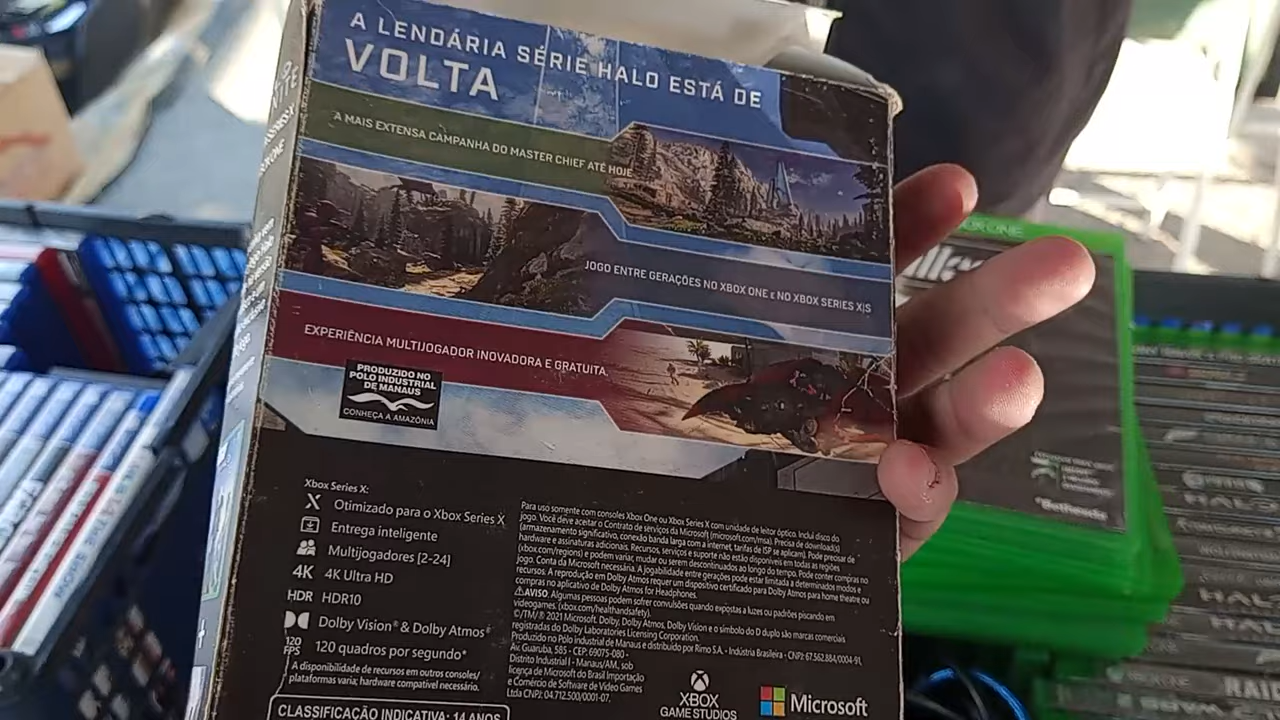 A LENDÁRIA SÉRIE HALO ESTÁ DE
VOLTA
A MAIS EXTENSA CAMPANHA DO MASTER CHIEF ATÉ HOJE
JOGO ENTRE GERAÇÕES NO XBOX ONE E NO XBOX SERIES X|S
EXPERIÊNCIA MULTIJOGADOR INOVADORA E GRATUITA.
PRODUZIDO NO
POLO INDUSTRIAL
DE MANAUS
CONHEÇA A AMAZÔNIA
Xbox Series X:
X Otimizado para o Xbox Series X
Entrega inteligente
Multijogadores [2-24]
4K 4K Ultra HD
HDR HDR10
Dolby Vision® & Dolby Atmos®
120 FPS 120 quadros por segundo*
A disponibilidade de recursos em outros consoles/
plataformas varia; hardware compatível necessário.
CLASSIFICAÇÃO INDICATIVA: 14 ANOS
Para uso somente com consoles Xbox One ou Xbox Series X com unidade de leitor óptico. Inclui disco do
jogo. Você deve aceitar o Contrato de serviços da Microsoft (microsoft.com/msa). Precisa de downloads
(armazenamento significativo, conexão banda larga com a internet, tarifas de ISP se aplicam). Pode precisar de
hardware e assinaturas adicionais. Recursos, serviços e suporte não estão disponíveis em todas as regiões
(xbox.com/regions) e podem variar, mudar ou serem descontinuados ao longo do tempo. Pode conter compras no
jogo. Conta da Microsoft necessária. A jogabilidade entre gerações pode estar limitada a determinados modos e
recursos. A reprodução em Dolby Atmos requer um dispositivo certificado para Dolby Atmos para home theatre ou
compras no aplicativo de Dolby Atmos for Headphones.
⚠AVISO. Algumas pessoas podem sofrer convulsões quando expostas a luzes ou padrões piscando em
videogames. (xbox.com/healthandsafety).
©/TM/® 2021 Microsoft. Dolby, Dolby Atmos, Dolby Vision e o símbolo do D duplo são marcas comerciais
registradas do Dolby Laboratories Licensing Corporation.
Produzido no Pólo industrial de Manaus e distribuído por Rimo S.A. - Indústria Brasileira - CNPJ: 67.562.884/0004-91,
Av. Guaruba, 585 - CEP: 69075-080 -
Distrito Industrial I - Manaus/AM, sob
licença de Microsoft do Brasil Importação
e Comércio de Software e Video Games
Ltda CNPJ: 04.712.500/0001-07.
XBOX
GAME STUDIOS
Microsoft
Bethesda